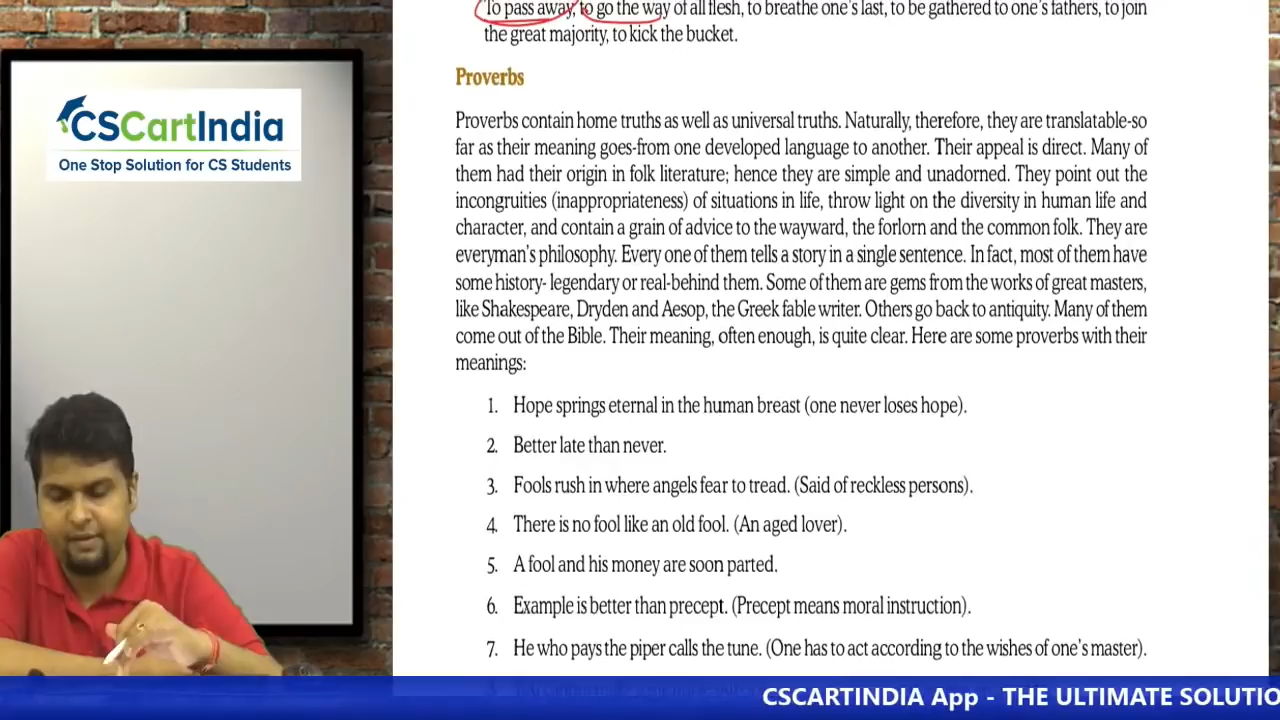 To pass away, to go the way of all flesh, to breathe one's last, to be gathered to one's fathers, to join
the great majority, to kick the bucket.
Proverbs
Proverbs contain home truths as well as universal truths. Naturally, therefore, they are translatable-so
far as their meaning goes-from one developed language to another. Their appeal is direct. Many of
them had their origin in folk literature; hence they are simple and unadorned. They point out the
incongruities (inappropriateness) of situations in life, throw light on the diversity in human life and
character, and contain a grain of advice to the wayward, the forlorn and the common folk. They are
everyman's philosophy. Every one of them tells a story in a single sentence. In fact, most of them have
some history- legendary or real-behind them. Some of them are gems from the works of great masters,
like Shakespeare, Dryden and Aesop, the Greek fable writer. Others go back to antiquity. Many of them
come out of the Bible. Their meaning, often enough, is quite clear. Here are some proverbs with their
meanings:
1. Hope springs eternal in the human breast (one never loses hope).
2. Better late than never.
3. Fools rush in where angels fear to tread. (Said of reckless persons).
4. There is no fool like an old fool. (An aged lover).
5. A fool and his money are soon parted.
6. Example is better than precept. (Precept means moral instruction).
7. He who pays the piper calls the tune. (One has to act according to the wishes of one's master).
CSCartIndia
One Stop Solution for CS Students
CSCARTINDIA App - THE ULTIMATE SOLUTIO